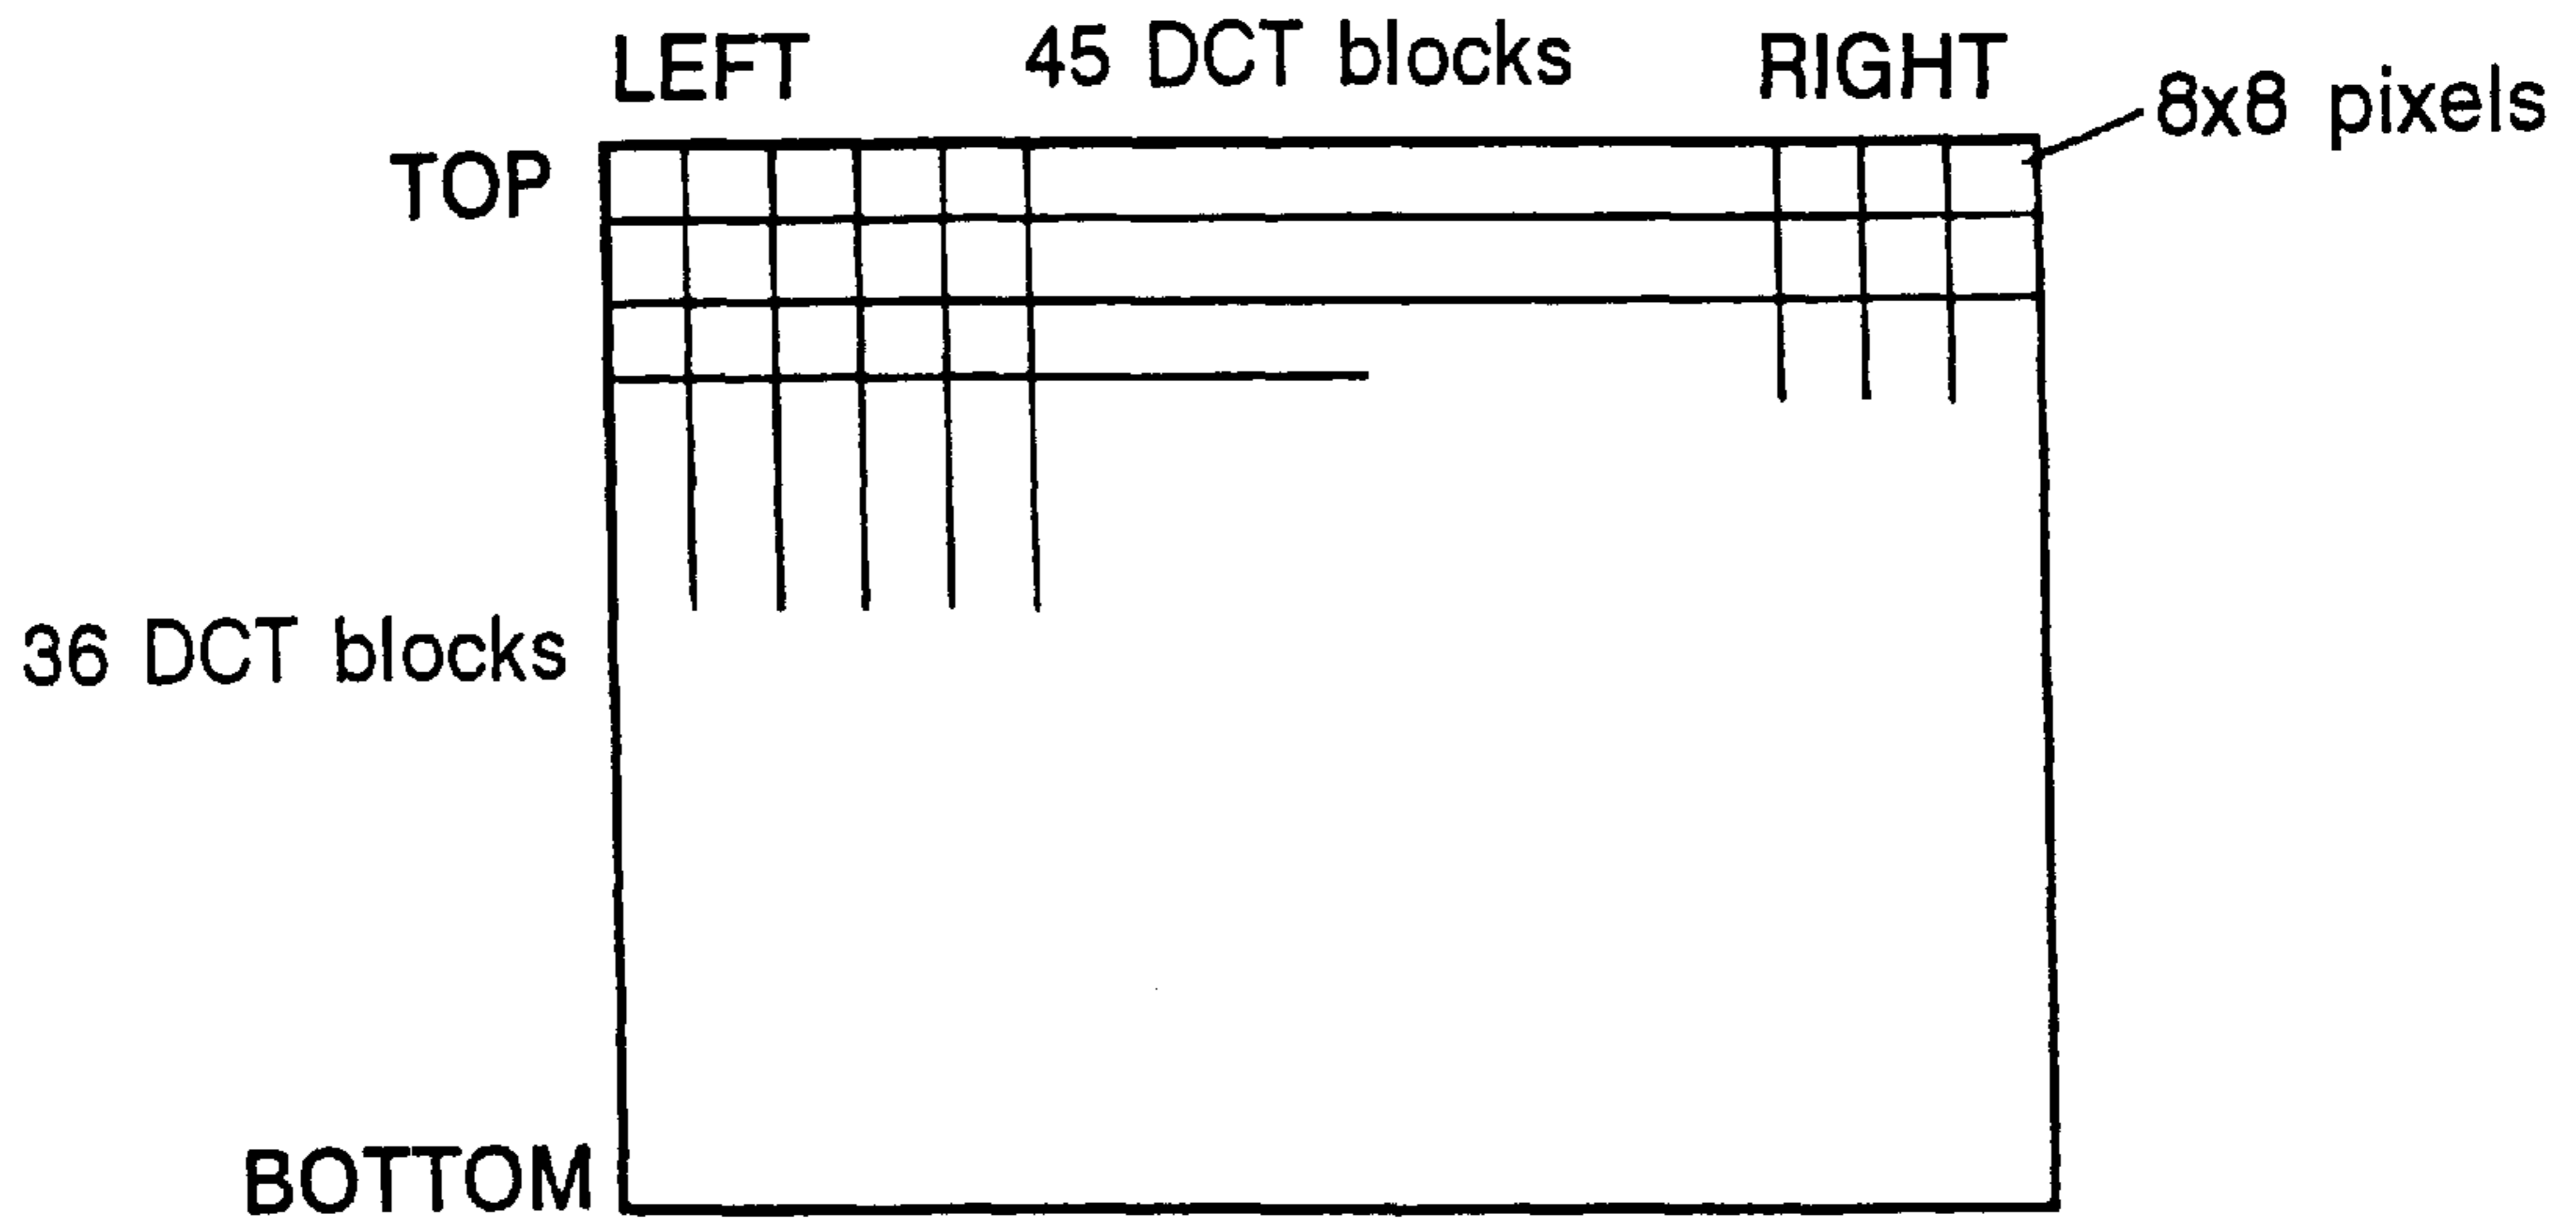 LEFT 45 DCT blocks RIGHT
8x8 pixels
TOP
36 DCT blocks
BOTTOM